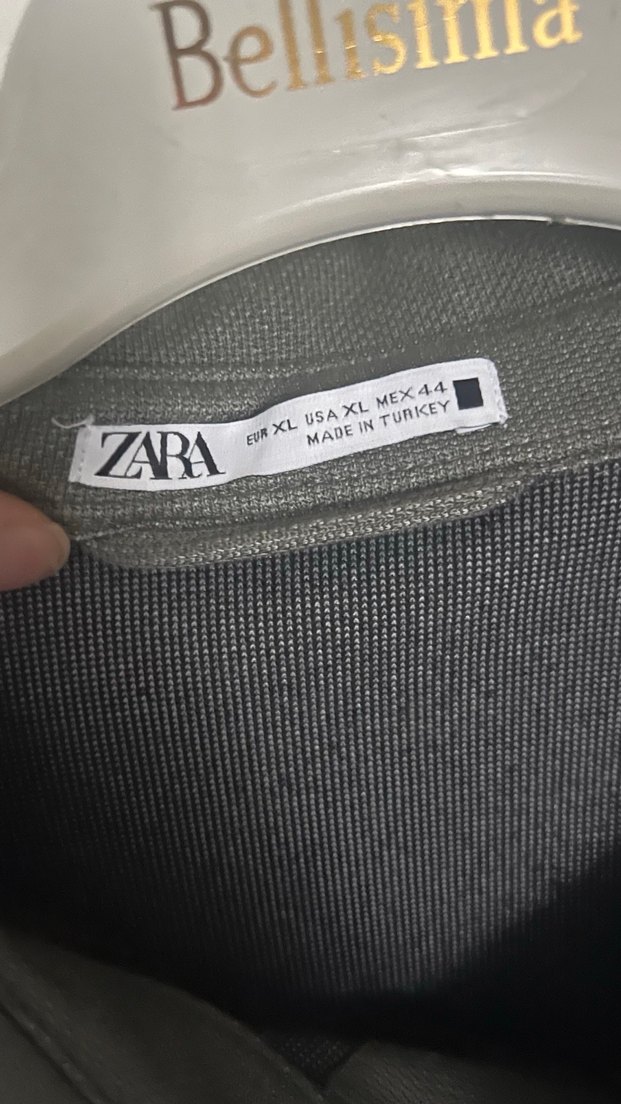 Bellisima
ZARA
EUR XL USA XL MEX 44
MADE IN TURKEY